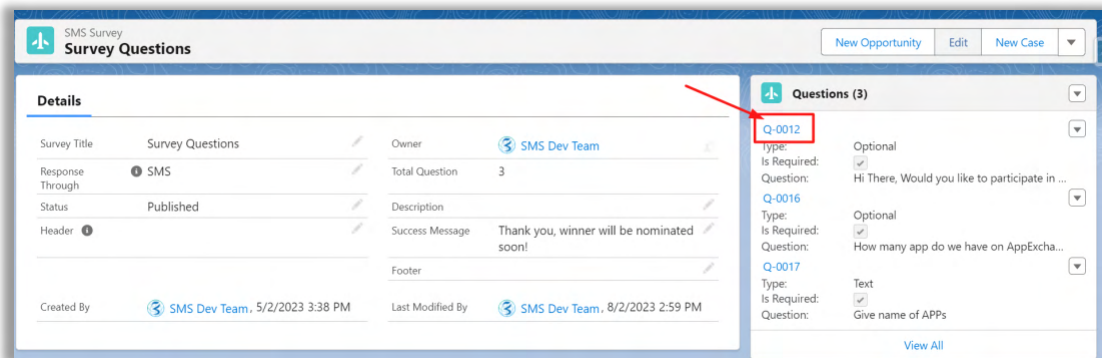 SMS Survey
Survey Questions
New Opportunity
Edit
New Case
Details
Survey Title
Survey Questions
Owner
SMS Dev Team
Response Through
SMS
Total Question
3
Status
Published
Description
Header
Success Message
Thank you, winner will be nominated
soon!
Footer
Created By
SMS Dev Team, 5/2/2023 3:38 PM
Last Modified By
SMS Dev Team, 8/2/2023 2:59 PM
Questions (3)
Q-0012
Type: Optional
Is Required:
Question: Hi There, Would you like to participate in ...
Q-0016
Type: Optional
Is Required:
Question: How many app do we have on AppExcha...
Q-0017
Type: Text
Is Required:
Question: Give name of APPs
View All